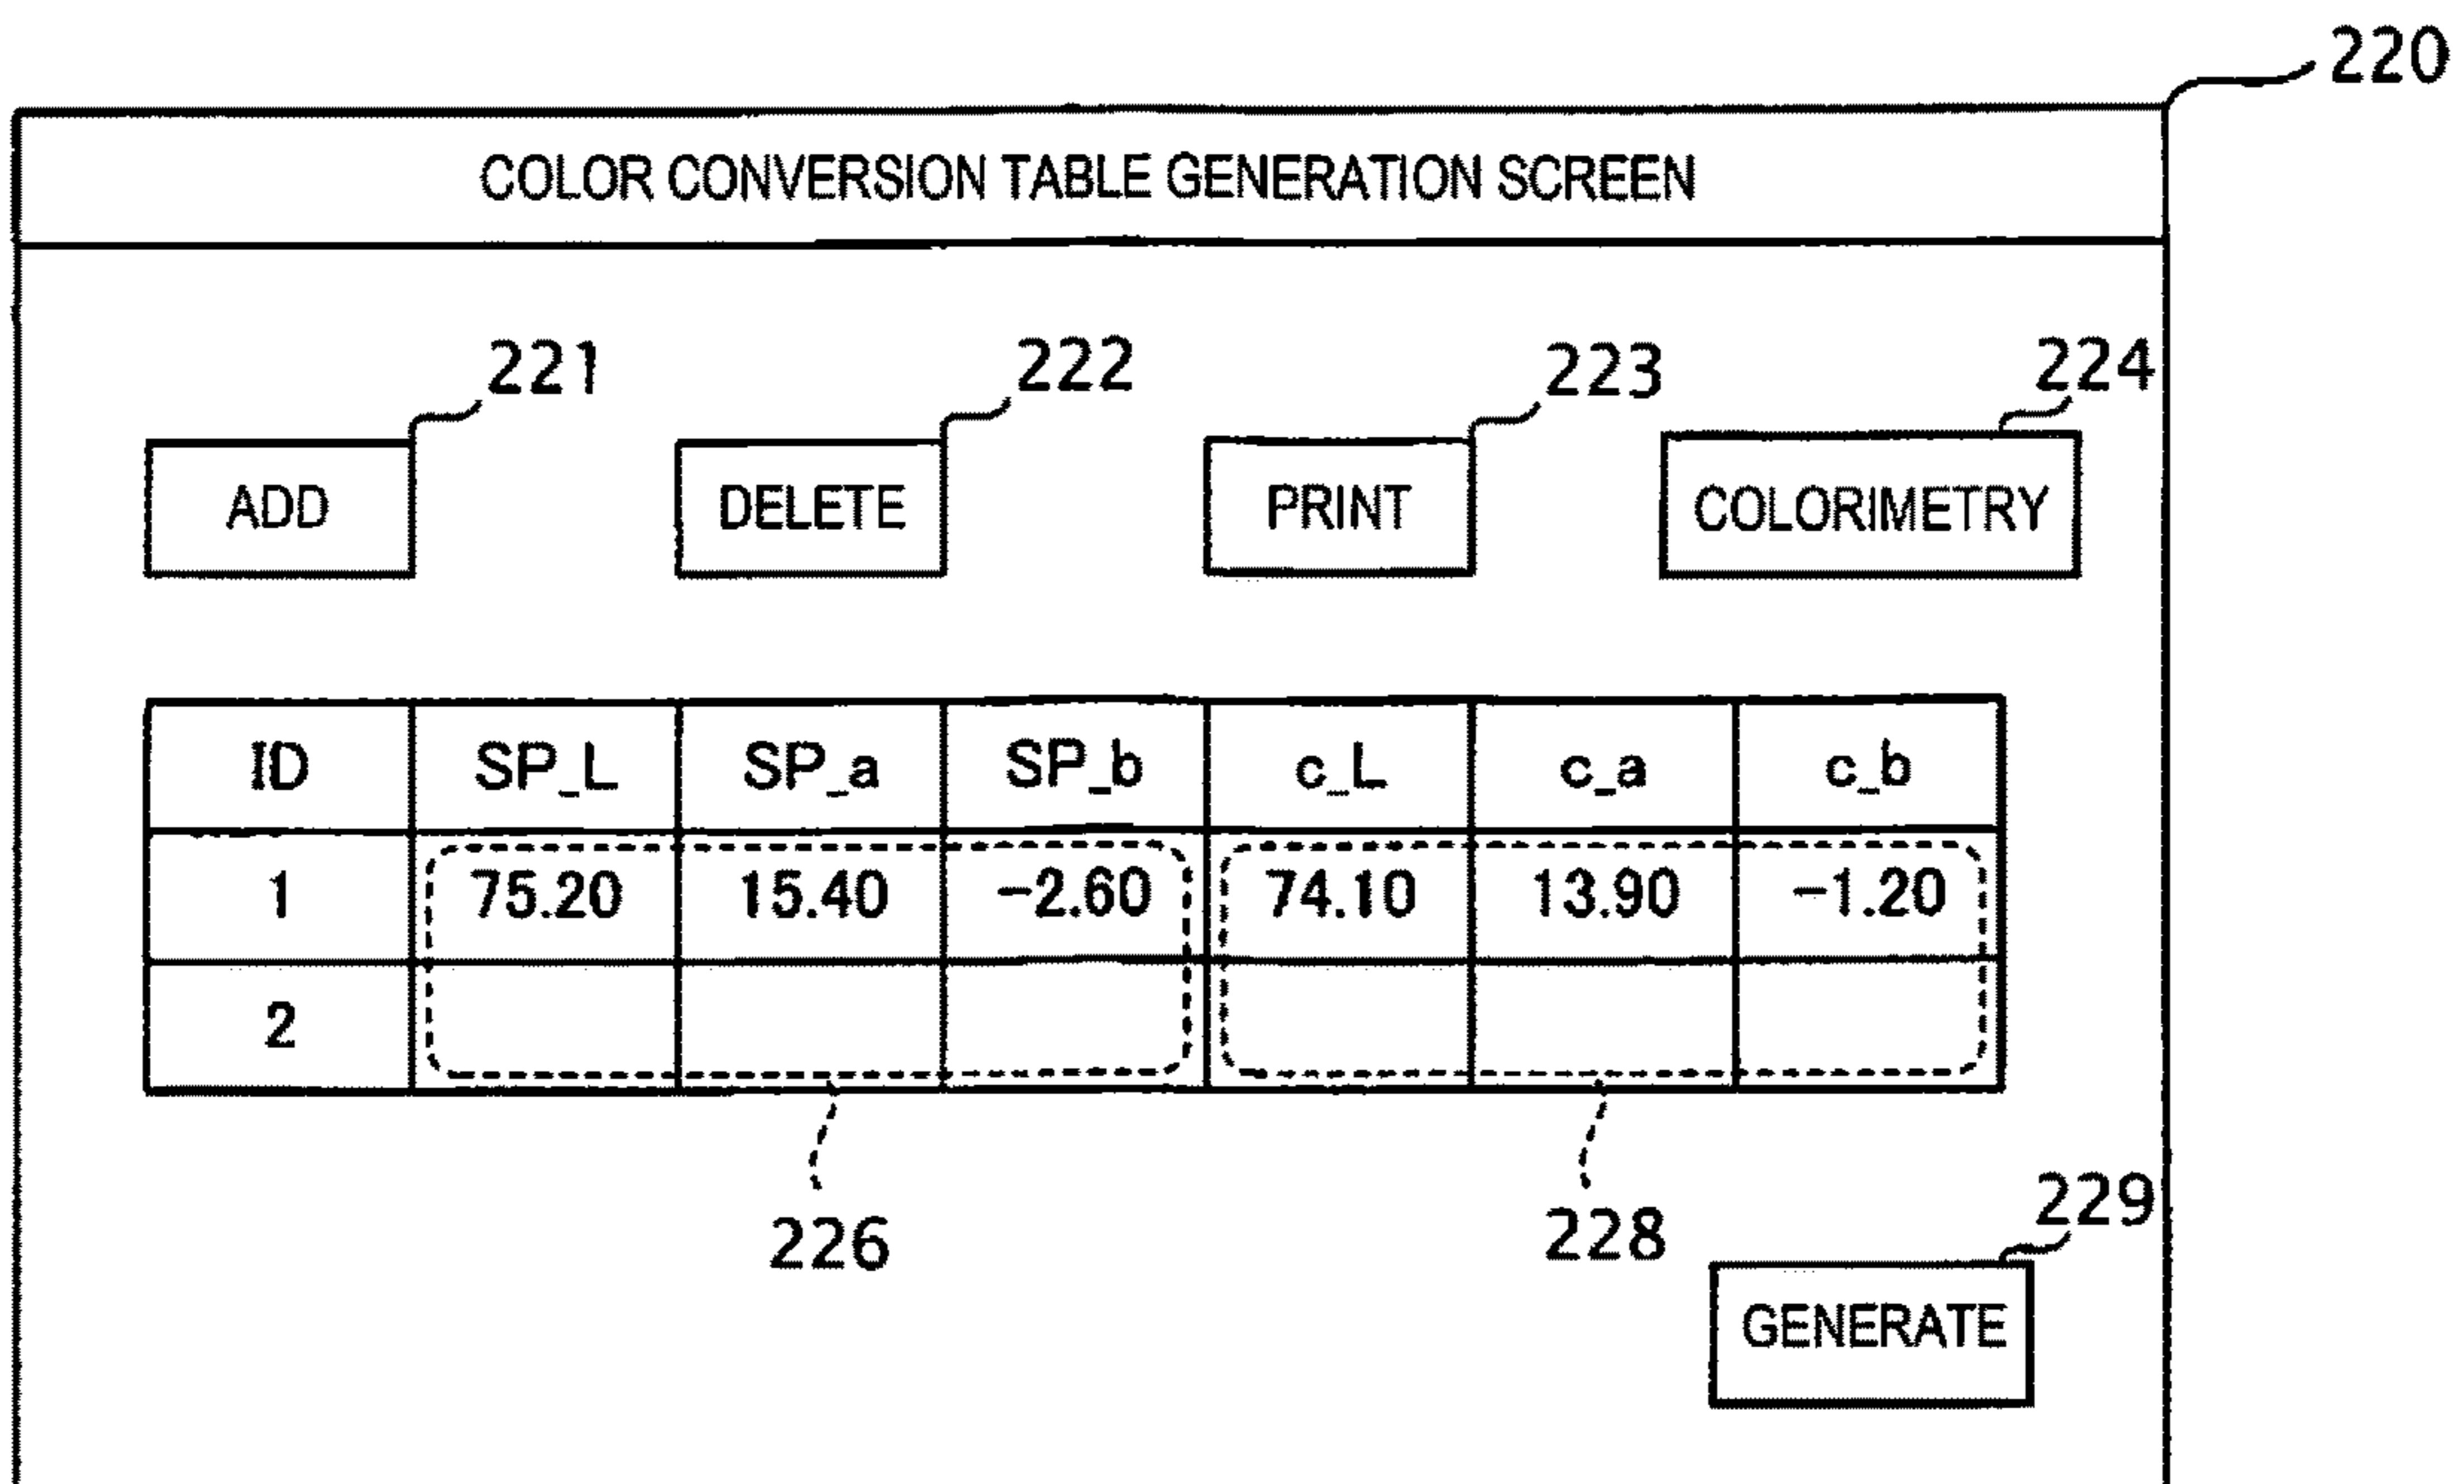 220
COLOR CONVERSION TABLE GENERATION SCREEN
221 222 223 224
ADD DELETE PRINT COLORIMETRY
ID SP_L SP_a SP_b c_L c_a c_b
1 75.20 15.40 -2.60 74.10 13.90 -1.20
2
226 228 229
GENERATE